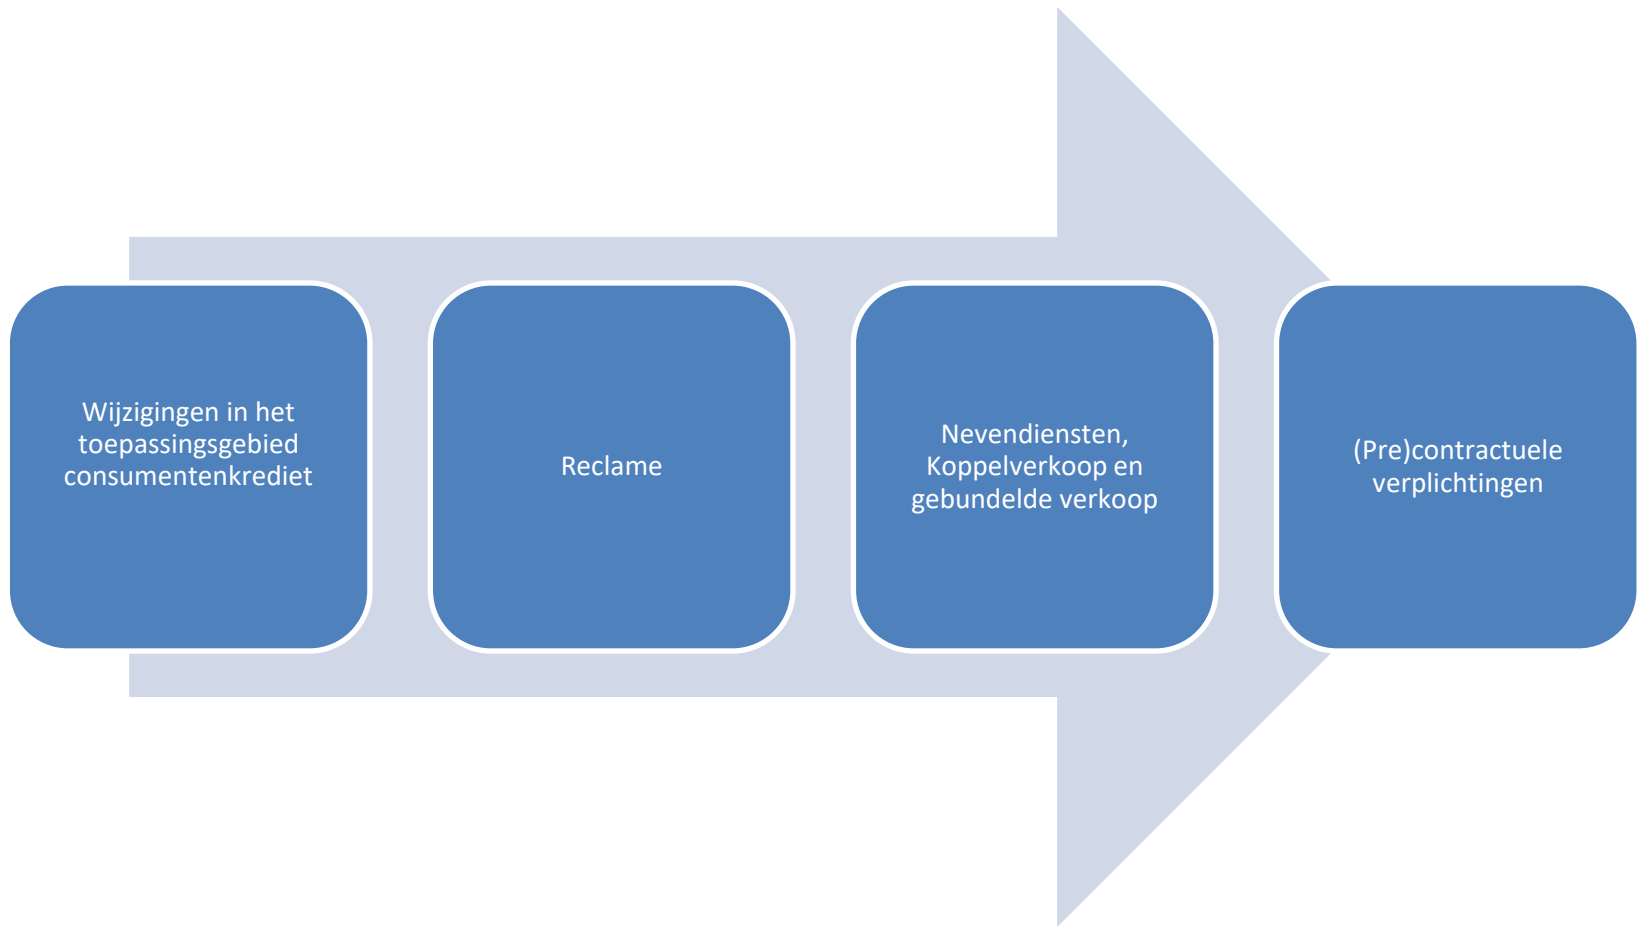 Wijzigingen in het
toepassingsgebied
consumentenkrediet
Reclame
Nevendiensten,
Koppelverkoop en
gebundelde verkoop
(Pre)contractuele
verplichtingen